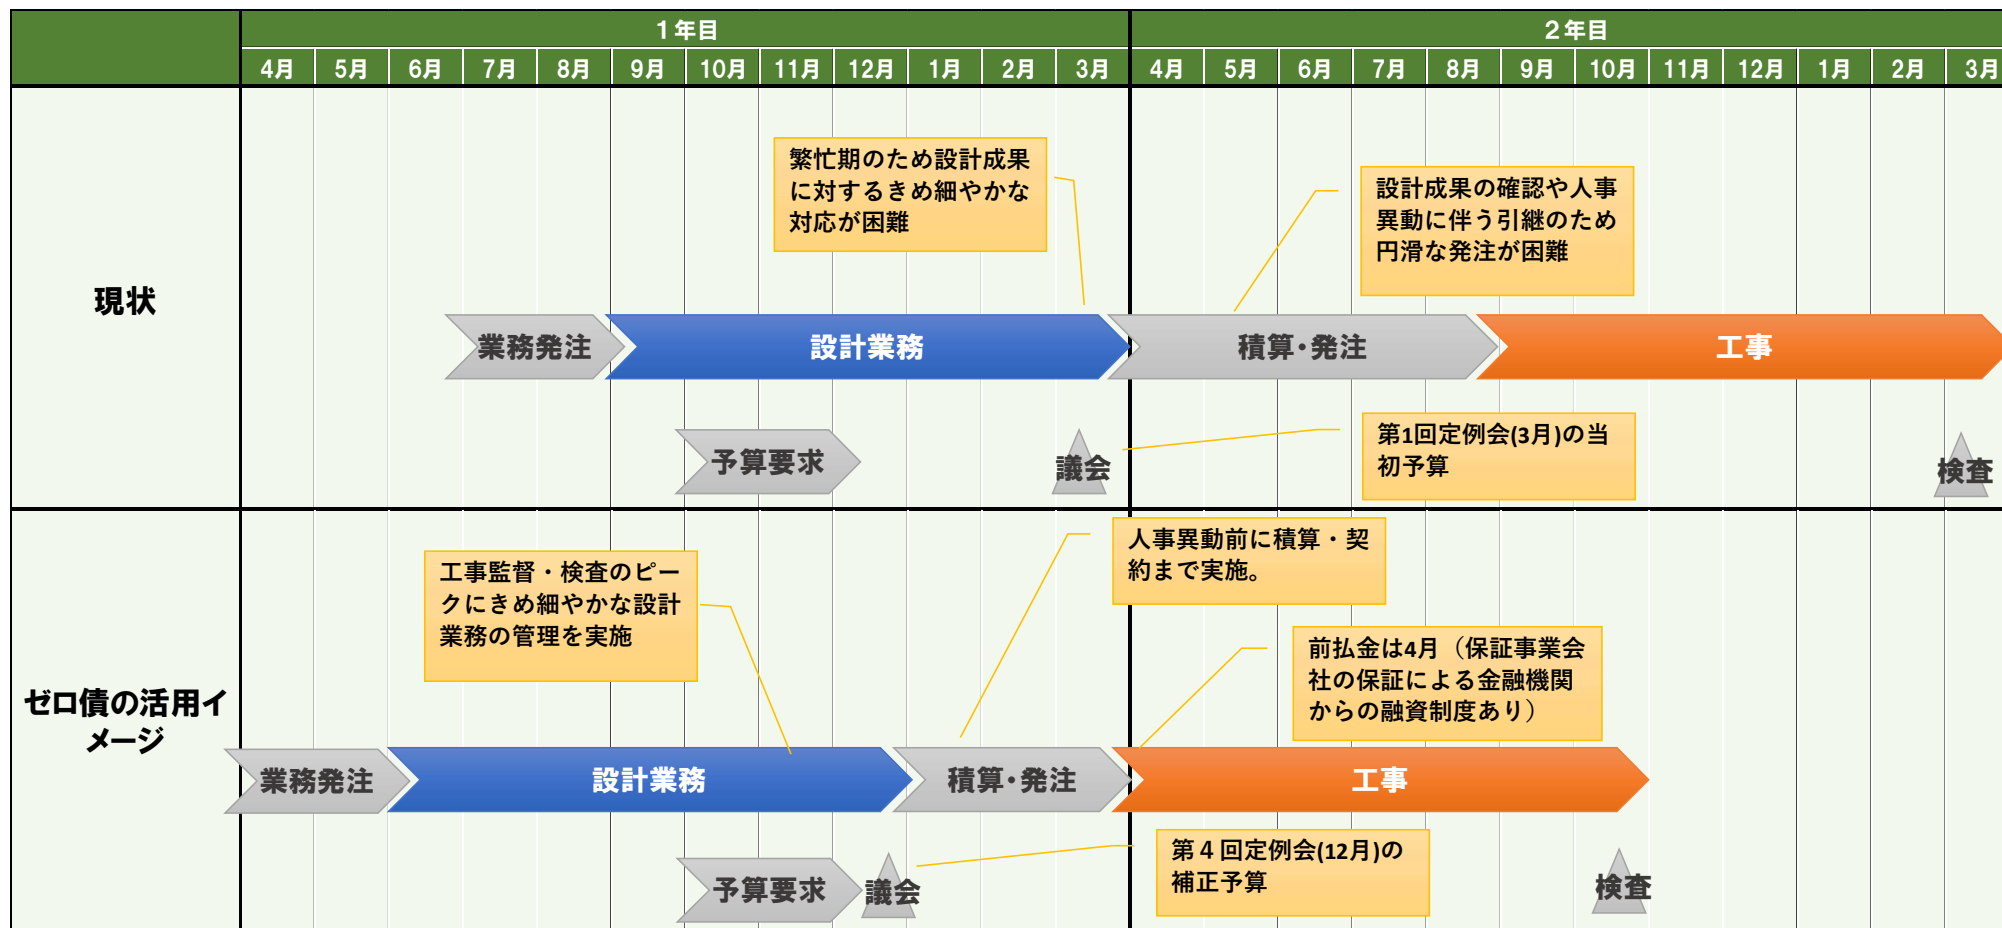 １年目
２年目
4月 5月 6月 7月 8月 9月 10月 11月 12月 1月 2月 3月 4月 5月 6月 7月 8月 9月 10月 11月 12月 1月 2月 3月
現状
繁忙期のため設計成果
に対するきめ細やかな
対応が困難
設計成果の確認や人事
異動に伴う引継のため
円滑な発注が困難
業務発注
設計業務
積算･発注
工事
予算要求
議会
第1回定例会(3月)の当
初予算
検査
ゼロ債の活用イ
メージ
工事監督・検査のピー
クにきめ細やかな設計
業務の管理を実施
人事異動前に積算・契
約まで実施。
前払金は4月（保証事業会
社の保証による金融機関
からの融資制度あり）
業務発注
設計業務
積算･発注
工事
予算要求
議会
第４回定例会(12月)の
補正予算
検査